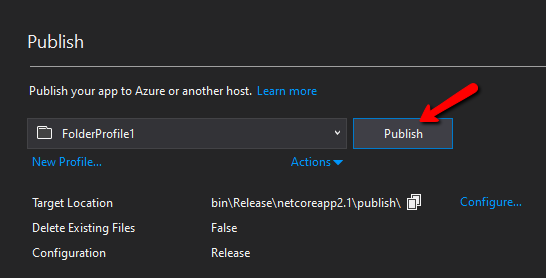 Publish
Publish your app to Azure or another host. Learn more
FolderProfile1 Publish
New Profile... Actions
Target Location bin\Release\netcoreapp2.1\publish\ Configure...
Delete Existing Files False
Configuration Release